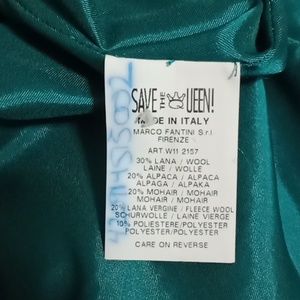 SAVE THE QUEEN!
MADE IN ITALY
MARCO FANTINI S.r.l
FIRENZE
ART W11 2157
30% LANA / WOOL
LAINE / WOLLE
20% ALPACA / ALPACA
ALPAGA / ALPAKA
20% MOHAIR / MOHAIR
MOHAIR / MOHAIR
20% LANA VERGINE / FLEECE WOOL
SCHURWOLLE / LAINE VIERGE
10% POLIESTERE / POLYESTER
POLYESTER/POLYESTER
CARE ON REVERSE